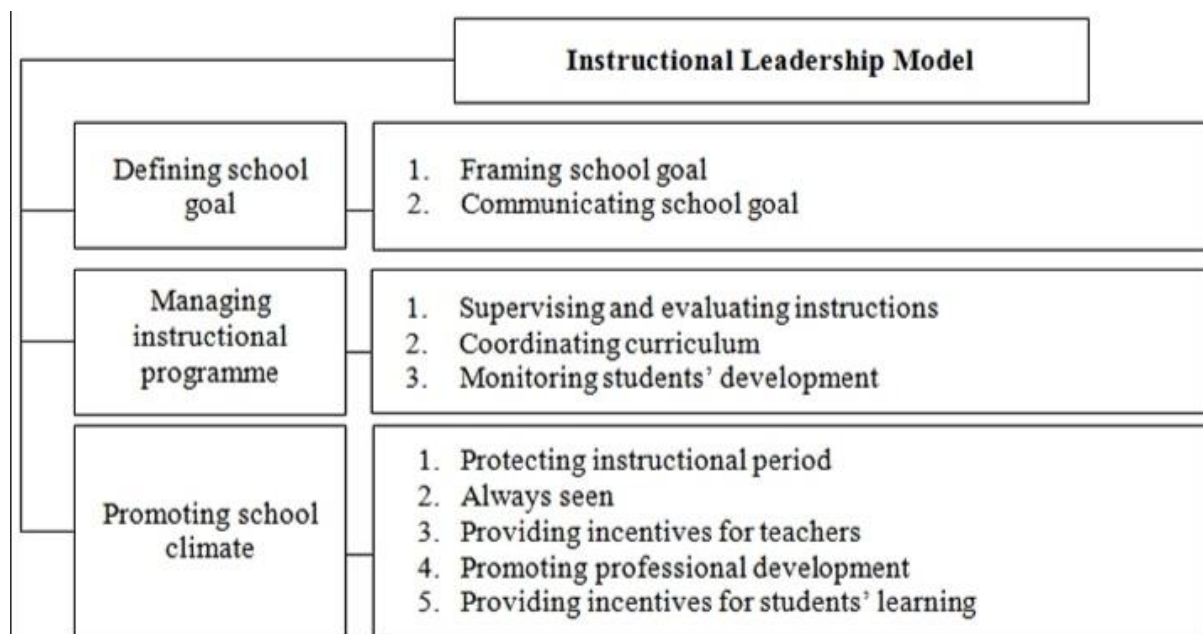 Instructional Leadership Model
Defining school
goal
1. Framing school goal
2. Communicating school goal
Managing
instructional
programme
1. Supervising and evaluating instructions
2. Coordinating curriculum
3. Monitoring students’ development
Promoting school
climate
1. Protecting instructional period
2. Always seen
3. Providing incentives for teachers
4. Promoting professional development
5. Providing incentives for students’ learning